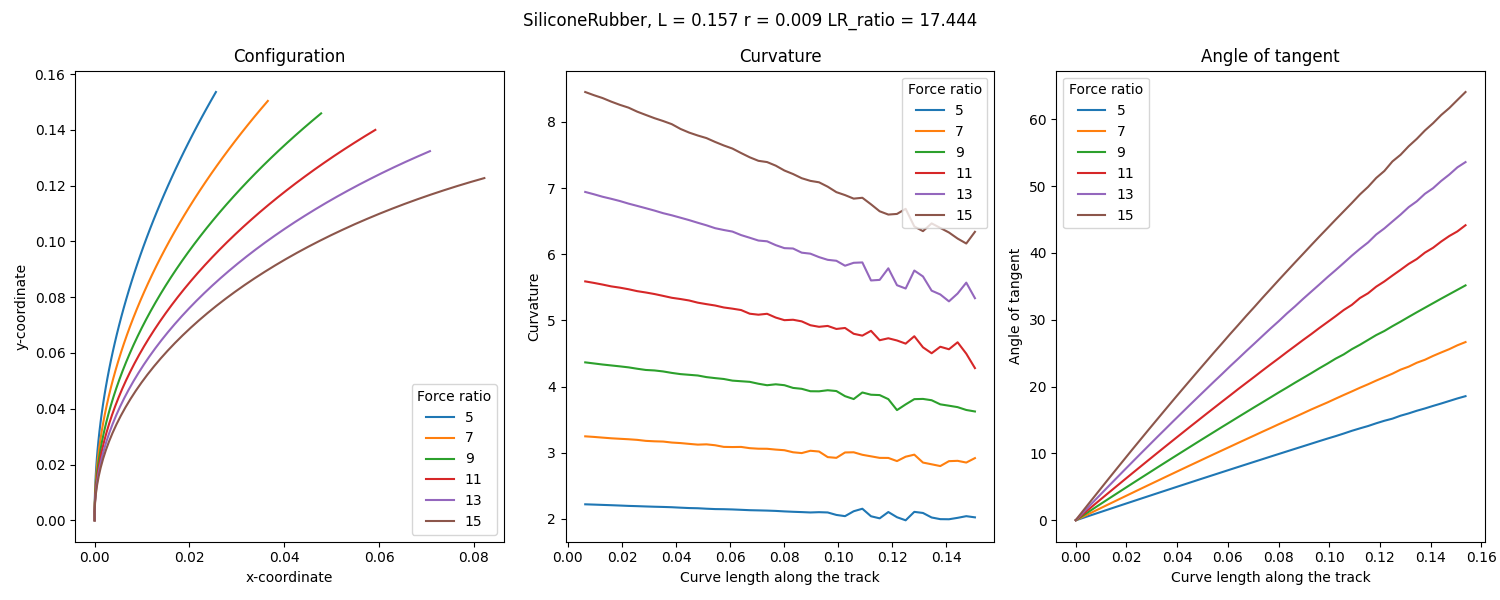 SiliconeRubber, L = 0.157 r = 0.009 LR_ratio = 17.444
Configuration
y-coordinate
0.16
0.14
0.12
0.10
0.08
0.06
0.04
0.02
0.00
0.00 0.02 0.04 0.06 0.08
x-coordinate
Force ratio
5
7
9
11
13
15
Curvature
Curvature
8
7
6
5
4
3
2
0.00 0.02 0.04 0.06 0.08 0.10 0.12 0.14
Curve length along the track
Force ratio
5
7
9
11
13
15
Angle of tangent
Angle of tangent
60
50
40
30
20
10
0
0.00 0.02 0.04 0.06 0.08 0.10 0.12 0.14 0.16
Curve length along the track
Force ratio
5
7
9
11
13
15